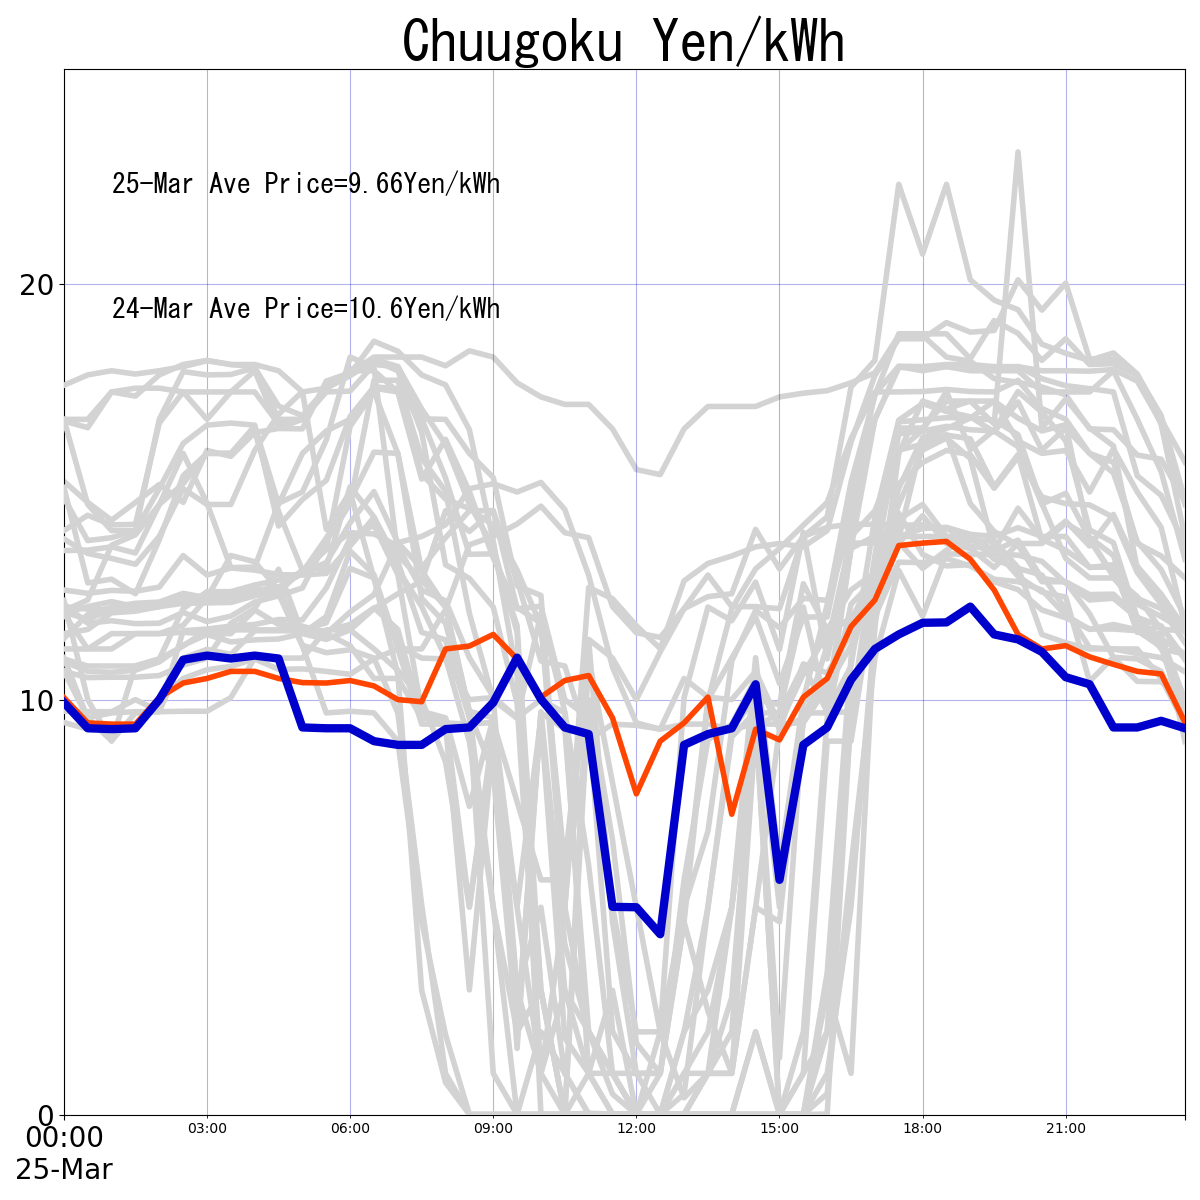 Chuugoku Yen/kWh
25-Mar Ave Price=9.66Yen/kWh
20
24-Mar Ave Price=10.6Yen/kWh
10
0
00:00 03:00 06:00 09:00 12:00 15:00 18:00 21:00
25-Mar